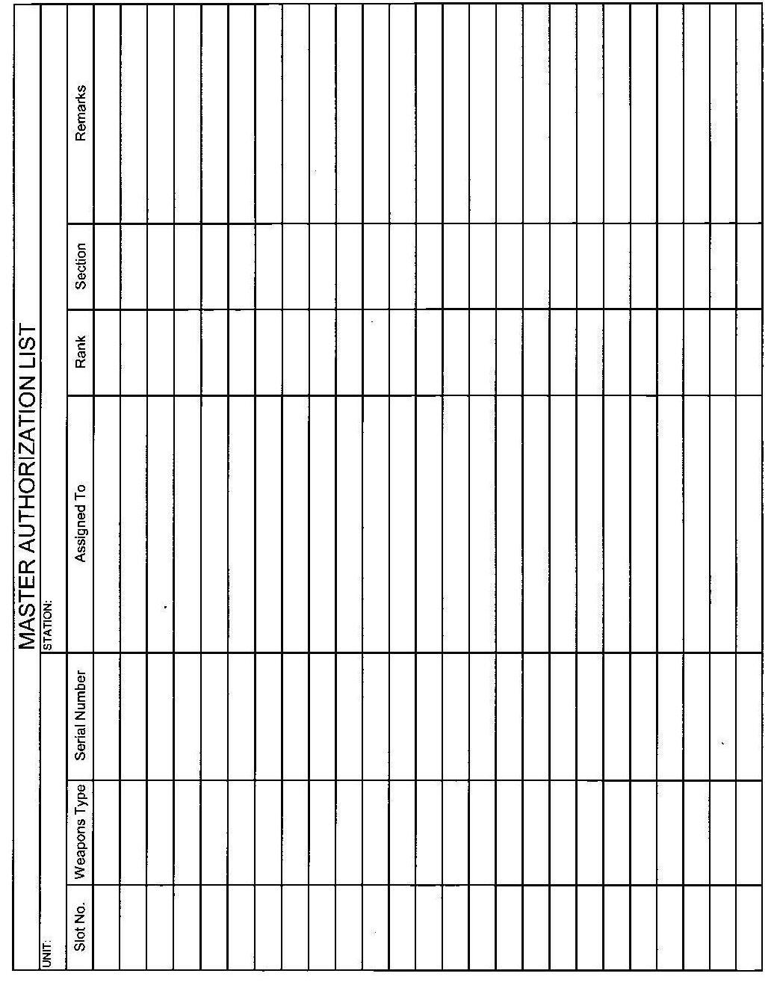 MASTER AUTHORIZATION LIST
UNIT: STATION:
Slot No. Weapons Type Serial Number Assigned To Rank Section Remarks